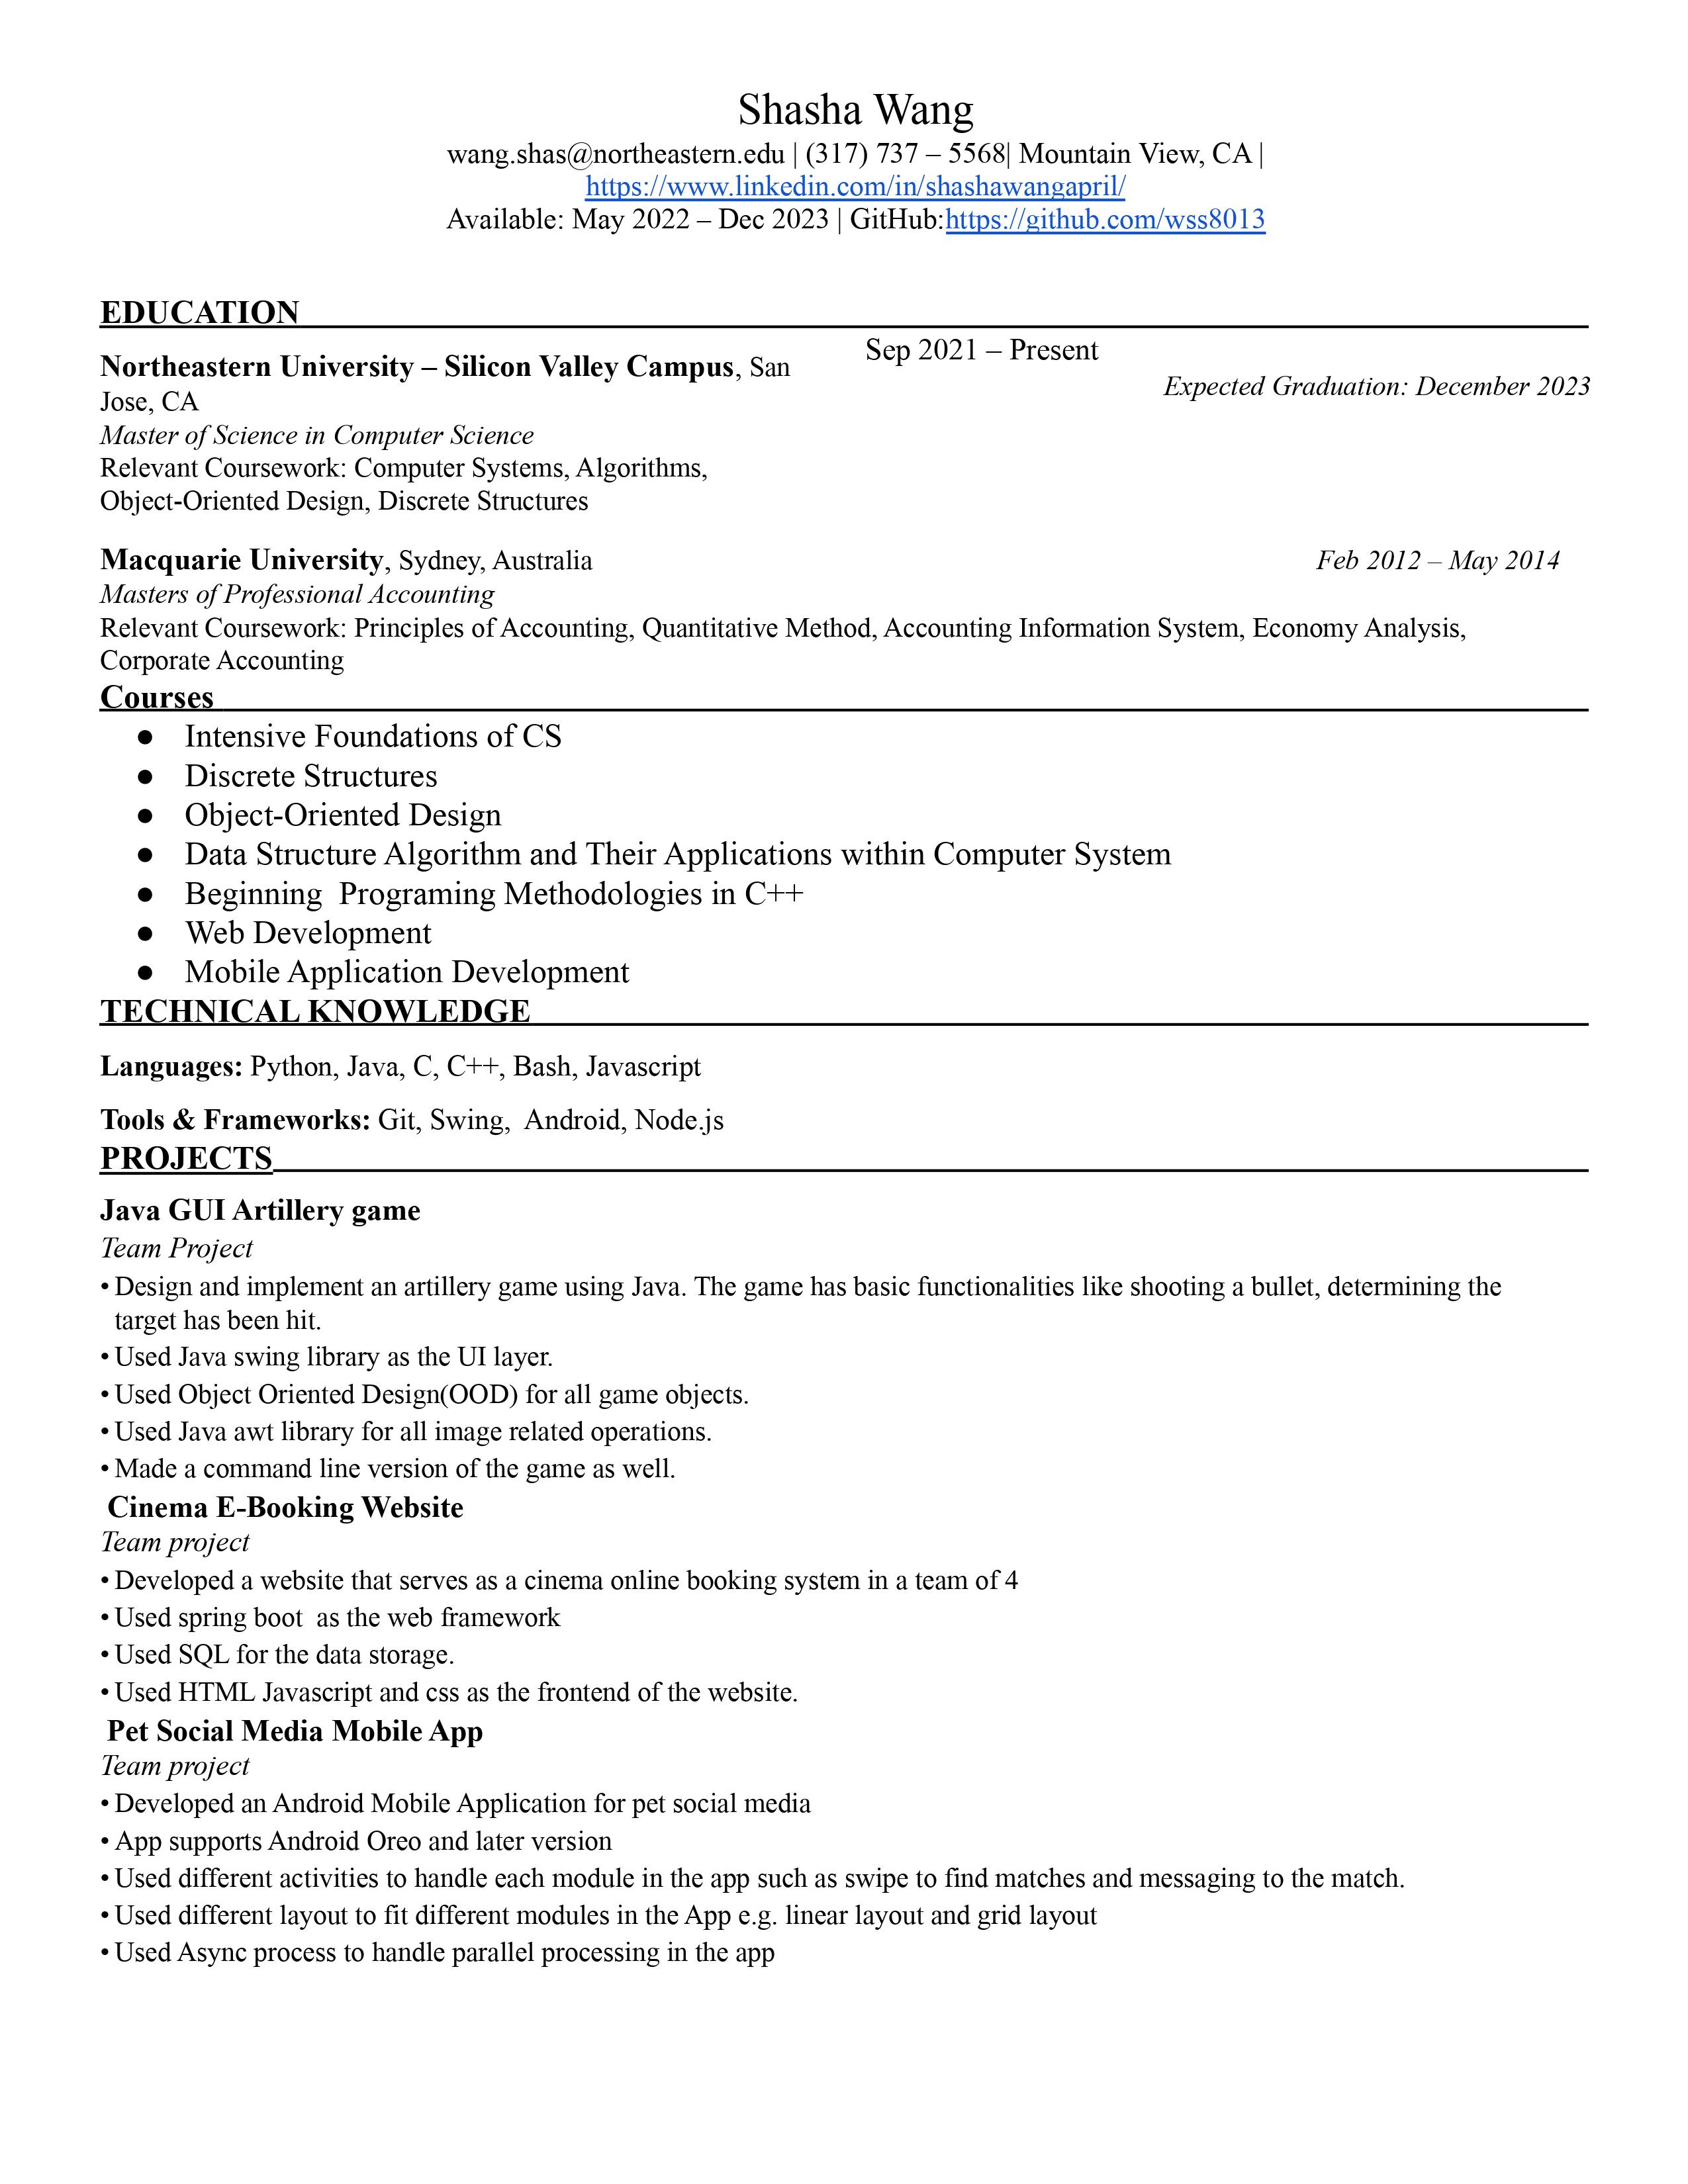 Shasha Wang
wang.shas@northeastern.edu | (317) 737 – 5568| Mountain View, CA |
https://www.linkedin.com/in/shashawangapril/
Available: May 2022 – Dec 2023 | GitHub:https://github.com/wss8013
EDUCATION
Northeastern University – Silicon Valley Campus, San
Jose, CA
Master of Science in Computer Science
Relevant Coursework: Computer Systems, Algorithms,
Object-Oriented Design, Discrete Structures
Sep 2021 – Present
Expected Graduation: December 2023
Macquarie University, Sydney, Australia Feb 2012 – May 2014
Masters of Professional Accounting
Relevant Coursework: Principles of Accounting, Quantitative Method, Accounting Information System, Economy Analysis,
Corporate Accounting
Courses
● Intensive Foundations of CS
● Discrete Structures
● Object-Oriented Design
● Data Structure Algorithm and Their Applications within Computer System
● Beginning  Programing Methodologies in C++
● Web Development
● Mobile Application Development
TECHNICAL KNOWLEDGE
Languages: Python, Java, C, C++, Bash, Javascript
Tools & Frameworks: Git, Swing,  Android, Node.js
PROJECTS
Java GUI Artillery game
Team Project
• Design and implement an artillery game using Java. The game has basic functionalities like shooting a bullet, determining the
target has been hit.
• Used Java swing library as the UI layer.
• Used Object Oriented Design(OOD) for all game objects.
• Used Java awt library for all image related operations.
• Made a command line version of the game as well.
Cinema E-Booking Website
Team project
• Developed a website that serves as a cinema online booking system in a team of 4
• Used spring boot  as the web framework
• Used SQL for the data storage.
• Used HTML Javascript and css as the frontend of the website.
Pet Social Media Mobile App
Team project
• Developed an Android Mobile Application for pet social media
• App supports Android Oreo and later version
• Used different activities to handle each module in the app such as swipe to find matches and messaging to the match.
• Used different layout to fit different modules in the App e.g. linear layout and grid layout
• Used Async process to handle parallel processing in the app